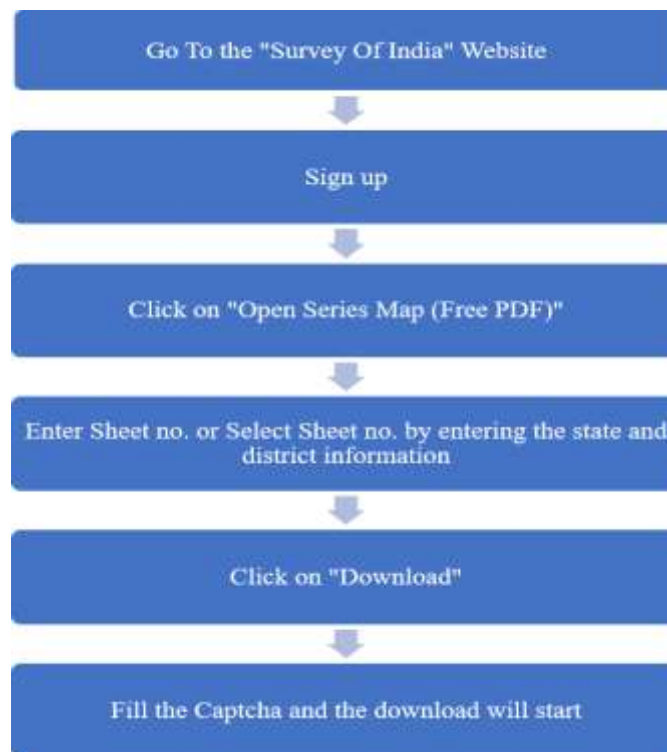 Go To the "Survey Of India" Website
Sign up
Click on "Open Series Map (Free PDF)"
Enter Sheet no. or Select Sheet no. by entering the state and
district information
Click on "Download"
Fill the Captcha and the download will start